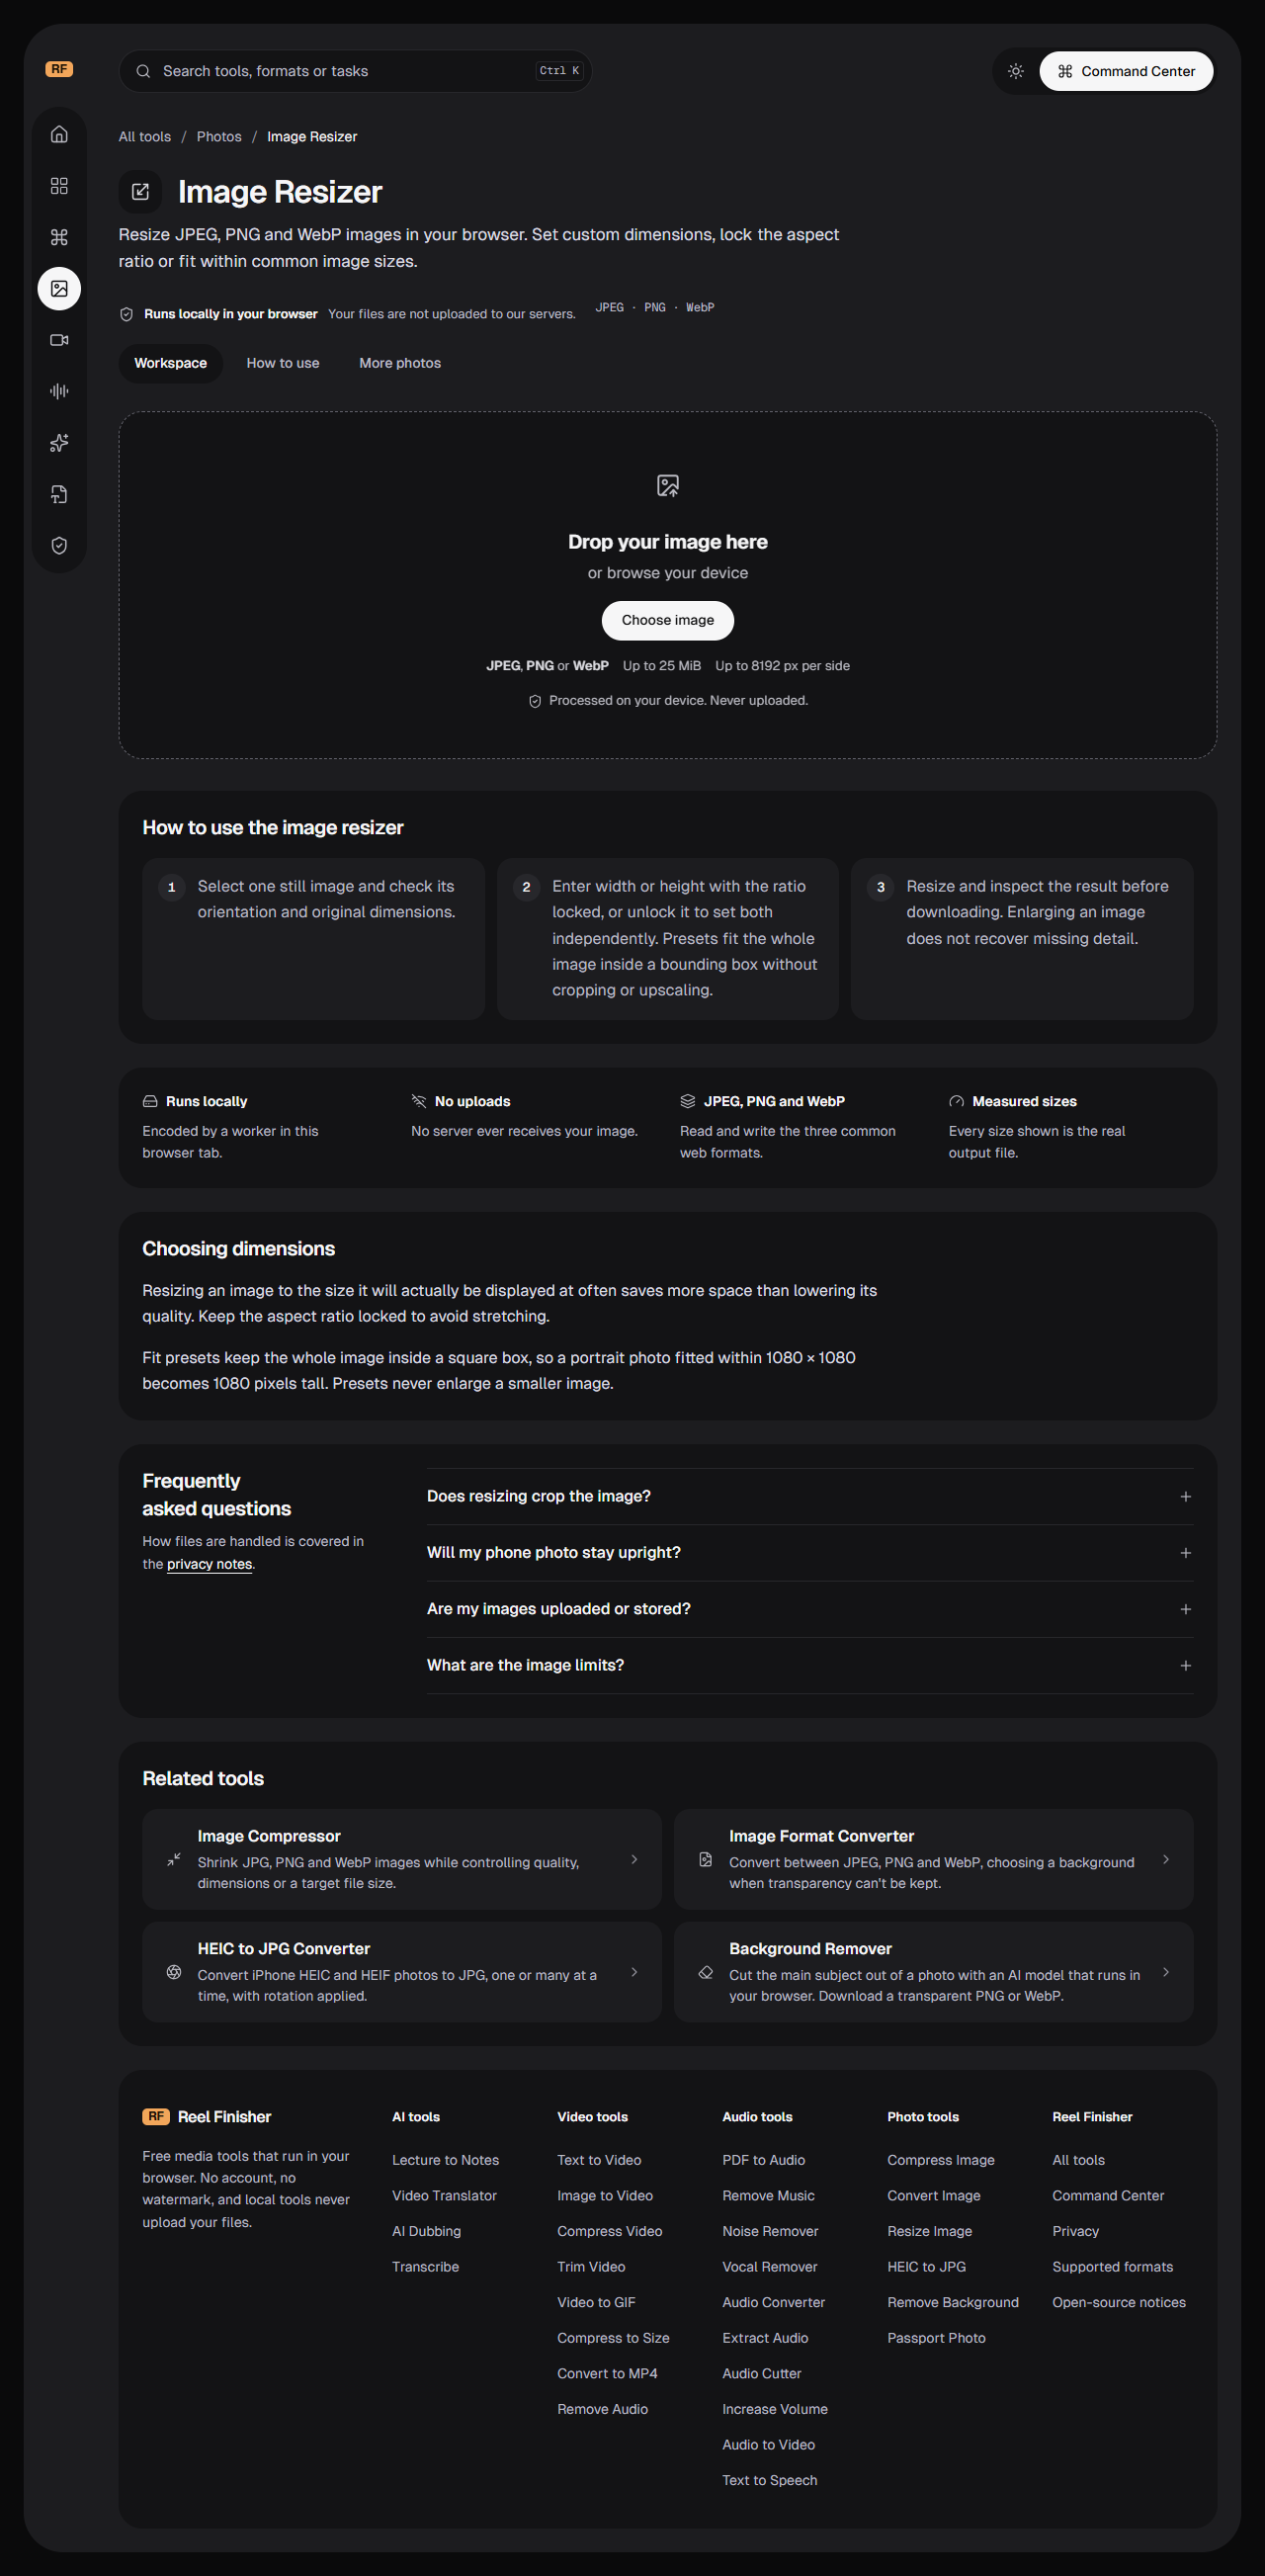 RF
Search tools, formats or tasks
Ctrl K
Command Center
All tools / Photos / Image Resizer
Image Resizer
Resize JPEG, PNG and WebP images in your browser. Set custom dimensions, lock the aspect
ratio or fit within common image sizes.
Runs locally in your browser Your files are not uploaded to our servers.
JPEG · PNG · WebP
Workspace
How to use
More photos
Drop your image here
or browse your device
Choose image
JPEG, PNG or WebP Up to 25 MiB Up to 8192 px per side
Processed on your device. Never uploaded.
How to use the image resizer
1
Select one still image and check its
orientation and original dimensions.
2
Enter width or height with the ratio
locked, or unlock it to set both
independently. Presets fit the whole
image inside a bounding box without
cropping or upscaling.
3
Resize and inspect the result before
downloading. Enlarging an image
does not recover missing detail.
Runs locally
Encoded by a worker in this
browser tab.
No uploads
No server ever receives your image.
JPEG, PNG and WebP
Read and write the three common
web formats.
Measured sizes
Every size shown is the real
output file.
Choosing dimensions
Resizing an image to the size it will actually be displayed at often saves more space than lowering its
quality. Keep the aspect ratio locked to avoid stretching.
Fit presets keep the whole image inside a square box, so a portrait photo fitted within 1080 × 1080
becomes 1080 pixels tall. Presets never enlarge a smaller image.
Frequently
asked questions
How files are handled is covered in
the privacy notes.
Does resizing crop the image?
Will my phone photo stay upright?
Are my images uploaded or stored?
What are the image limits?
Related tools
Image Compressor
Shrink JPG, PNG and WebP images while controlling quality,
dimensions or a target file size.
Image Format Converter
Convert between JPEG, PNG and WebP, choosing a background
when transparency can't be kept.
HEIC to JPG Converter
Convert iPhone HEIC and HEIF photos to JPG, one or many at a
time, with rotation applied.
Background Remover
Cut the main subject out of a photo with an AI model that runs in
your browser. Download a transparent PNG or WebP.
RF Reel Finisher
Free media tools that run in your
browser. No account, no
watermark, and local tools never
upload your files.
AI tools
Lecture to Notes
Video Translator
AI Dubbing
Transcribe
Video tools
Text to Video
Image to Video
Compress Video
Trim Video
Video to GIF
Compress to Size
Convert to MP4
Remove Audio
Audio tools
PDF to Audio
Remove Music
Noise Remover
Vocal Remover
Audio Converter
Extract Audio
Audio Cutter
Increase Volume
Audio to Video
Text to Speech
Photo tools
Compress Image
Convert Image
Resize Image
HEIC to JPG
Remove Background
Passport Photo
Reel Finisher
All tools
Command Center
Privacy
Supported formats
Open-source notices